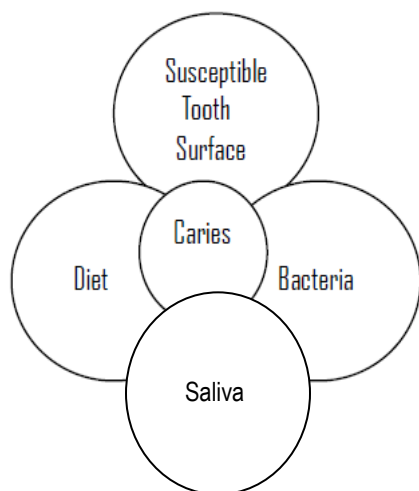 Susceptible
Tooth
Surface
Caries
Diet
Bacteria
Saliva